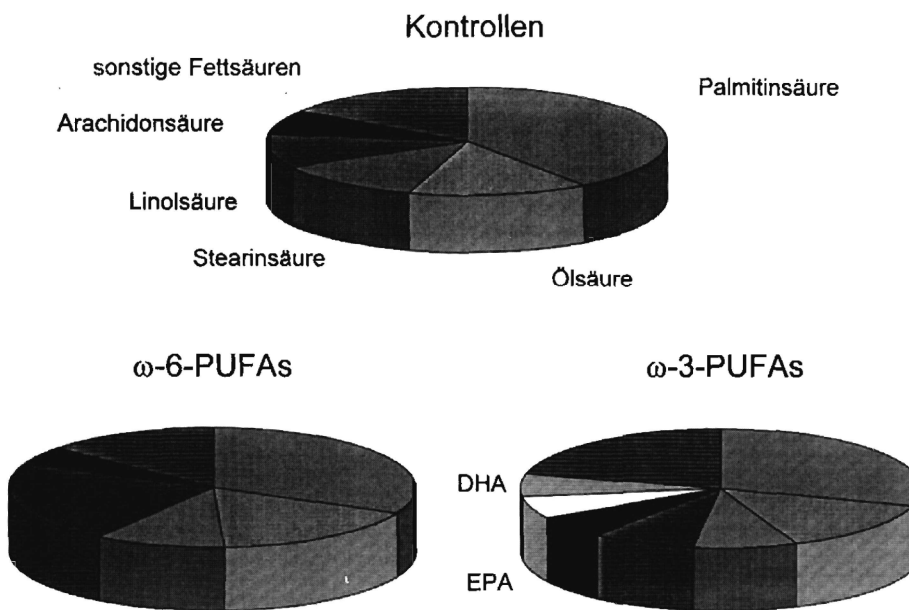 Kontrollen
sonstige Fettsäuren
Palmitinsäure
Arachidonsäure
Linolsäure
Stearinsäure
Ölsäure
ω-6-PUFAs
ω-3-PUFAs
DHA
EPA